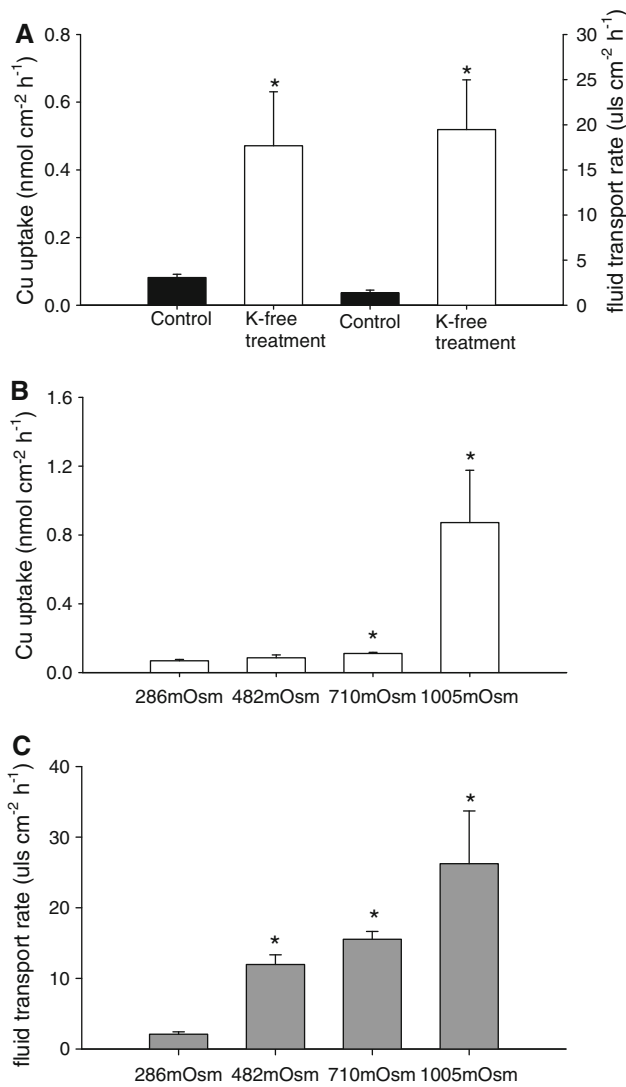 A
Cu uptake (nmol cm-2 h-1)
0.8
0.6
0.4
0.2
0.0
*
*
30
25
20
15
10
5
0
fluid transport rate (uls cm-2 h-1)
Control
K-free
treatment
Control
K-free
treatment
B
Cu uptake (nmol cm-2 h-1)
1.6
1.2
0.8
0.4
0.0
*
*
286mOsm 482mOsm 710mOsm 1005mOsm
C
fluid transport rate (uls cm-2 h-1)
40
30
20
10
0
*
*
*
286mOsm 482mOsm 710mOsm 1005mOsm